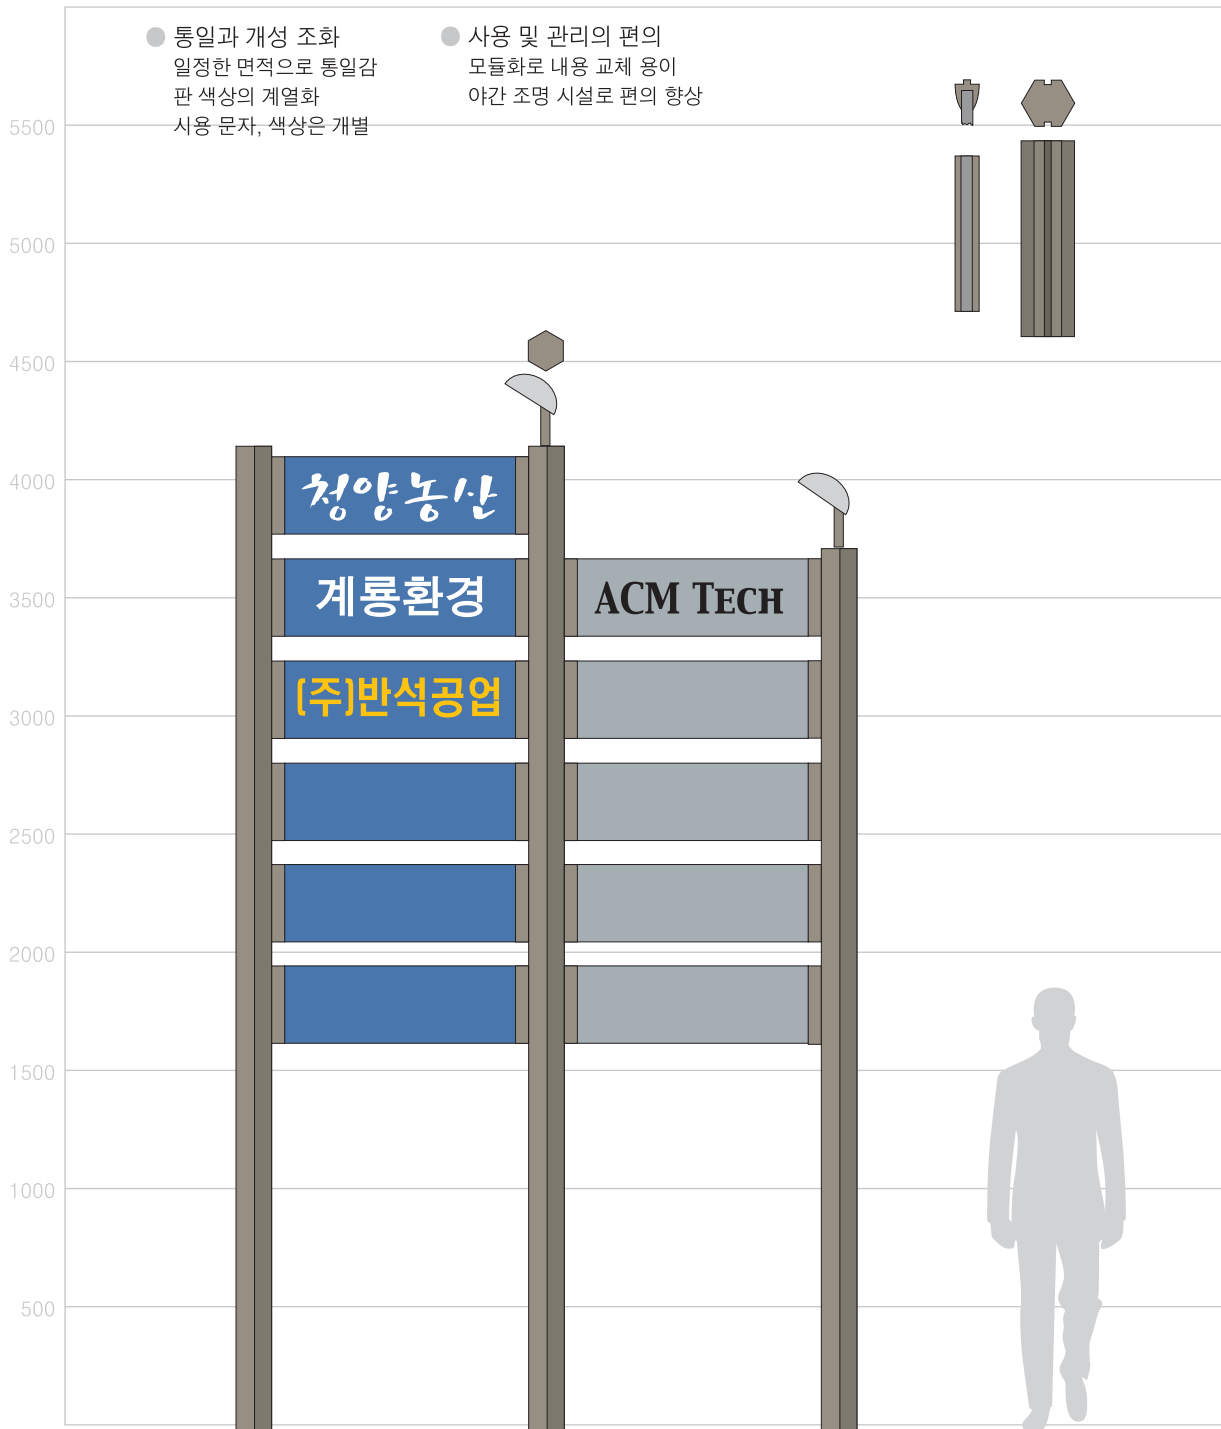 통일과 개성 조화
일정한 면적으로 통일감
판 색상의 계열화
시용 문자, 색상은 개별
사용 및 관리의 편의
모듈화로 내용 교체 용이
야간 조명 시설로 편의 향상
5500
5000
4500
4000
3500
3000
2500
2000
1500
1000
500
청양농산
계룡환경
(주)반석공업
ACM TECH